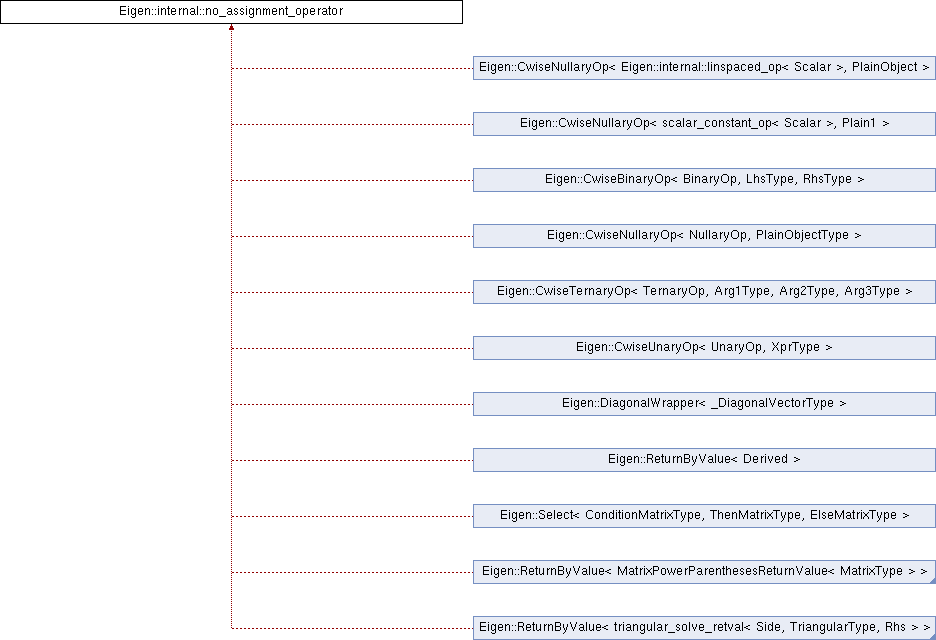 Eigen::internal::no_assignment_operator
Eigen::CwiseNullaryOp< Eigen::internal::linspaced_op< Scalar >, PlainObject >
Eigen::CwiseNullaryOp< scalar_constant_op< Scalar >, Plain1 >
Eigen::CwiseBinaryOp< BinaryOp, LhsType, RhsType >
Eigen::CwiseNullaryOp< NullaryOp, PlainObjectType >
Eigen::CwiseTernaryOp< TernaryOp, Arg1Type, Arg2Type, Arg3Type >
Eigen::CwiseUnaryOp< UnaryOp, XprType >
Eigen::DiagonalWrapper< _DiagonalVectorType >
Eigen::ReturnByValue< Derived >
Eigen::Select< ConditionMatrixType, ThenMatrixType, ElseMatrixType >
Eigen::ReturnByValue< MatrixPowerParenthesesReturnValue< MatrixType > >
Eigen::ReturnByValue< triangular_solve_retval< Side, TriangularType, Rhs > >